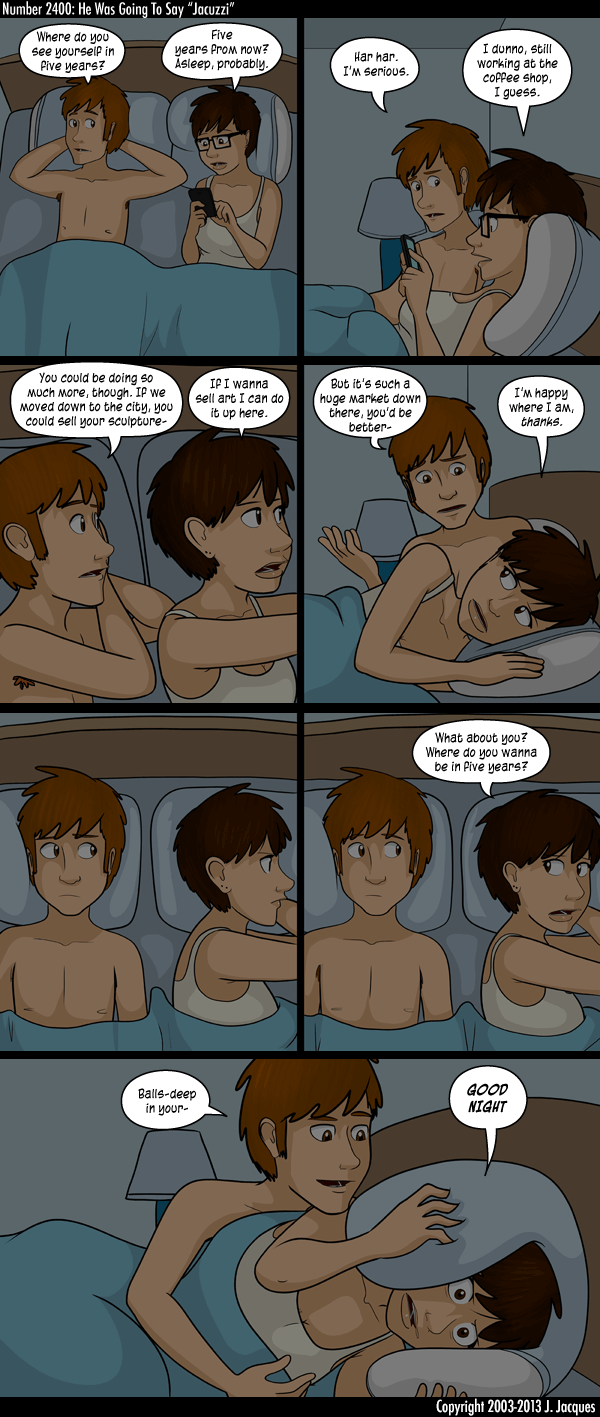 Number 2400: He Was Going To Say "Jacuzzi"
Where do you
see yourself in
five years?
Five
years from now?
Asleep, probably.
Har har.
I'm serious.
I dunno, still
working at the
coffee shop,
I guess.
You could be doing so
much more, though. If we
moved down to the city, you
could sell your sculpture-
If I wanna
sell art I can do
it up here.
But it's such a
huge market down
there, you'd be
better-
I'm happy
where I am,
thanks.
What about you?
Where do you wanna
be in five years?
Balls-deep
in your-
GOOD
NIGHT
Copyright 2003-2013 J. Jacques